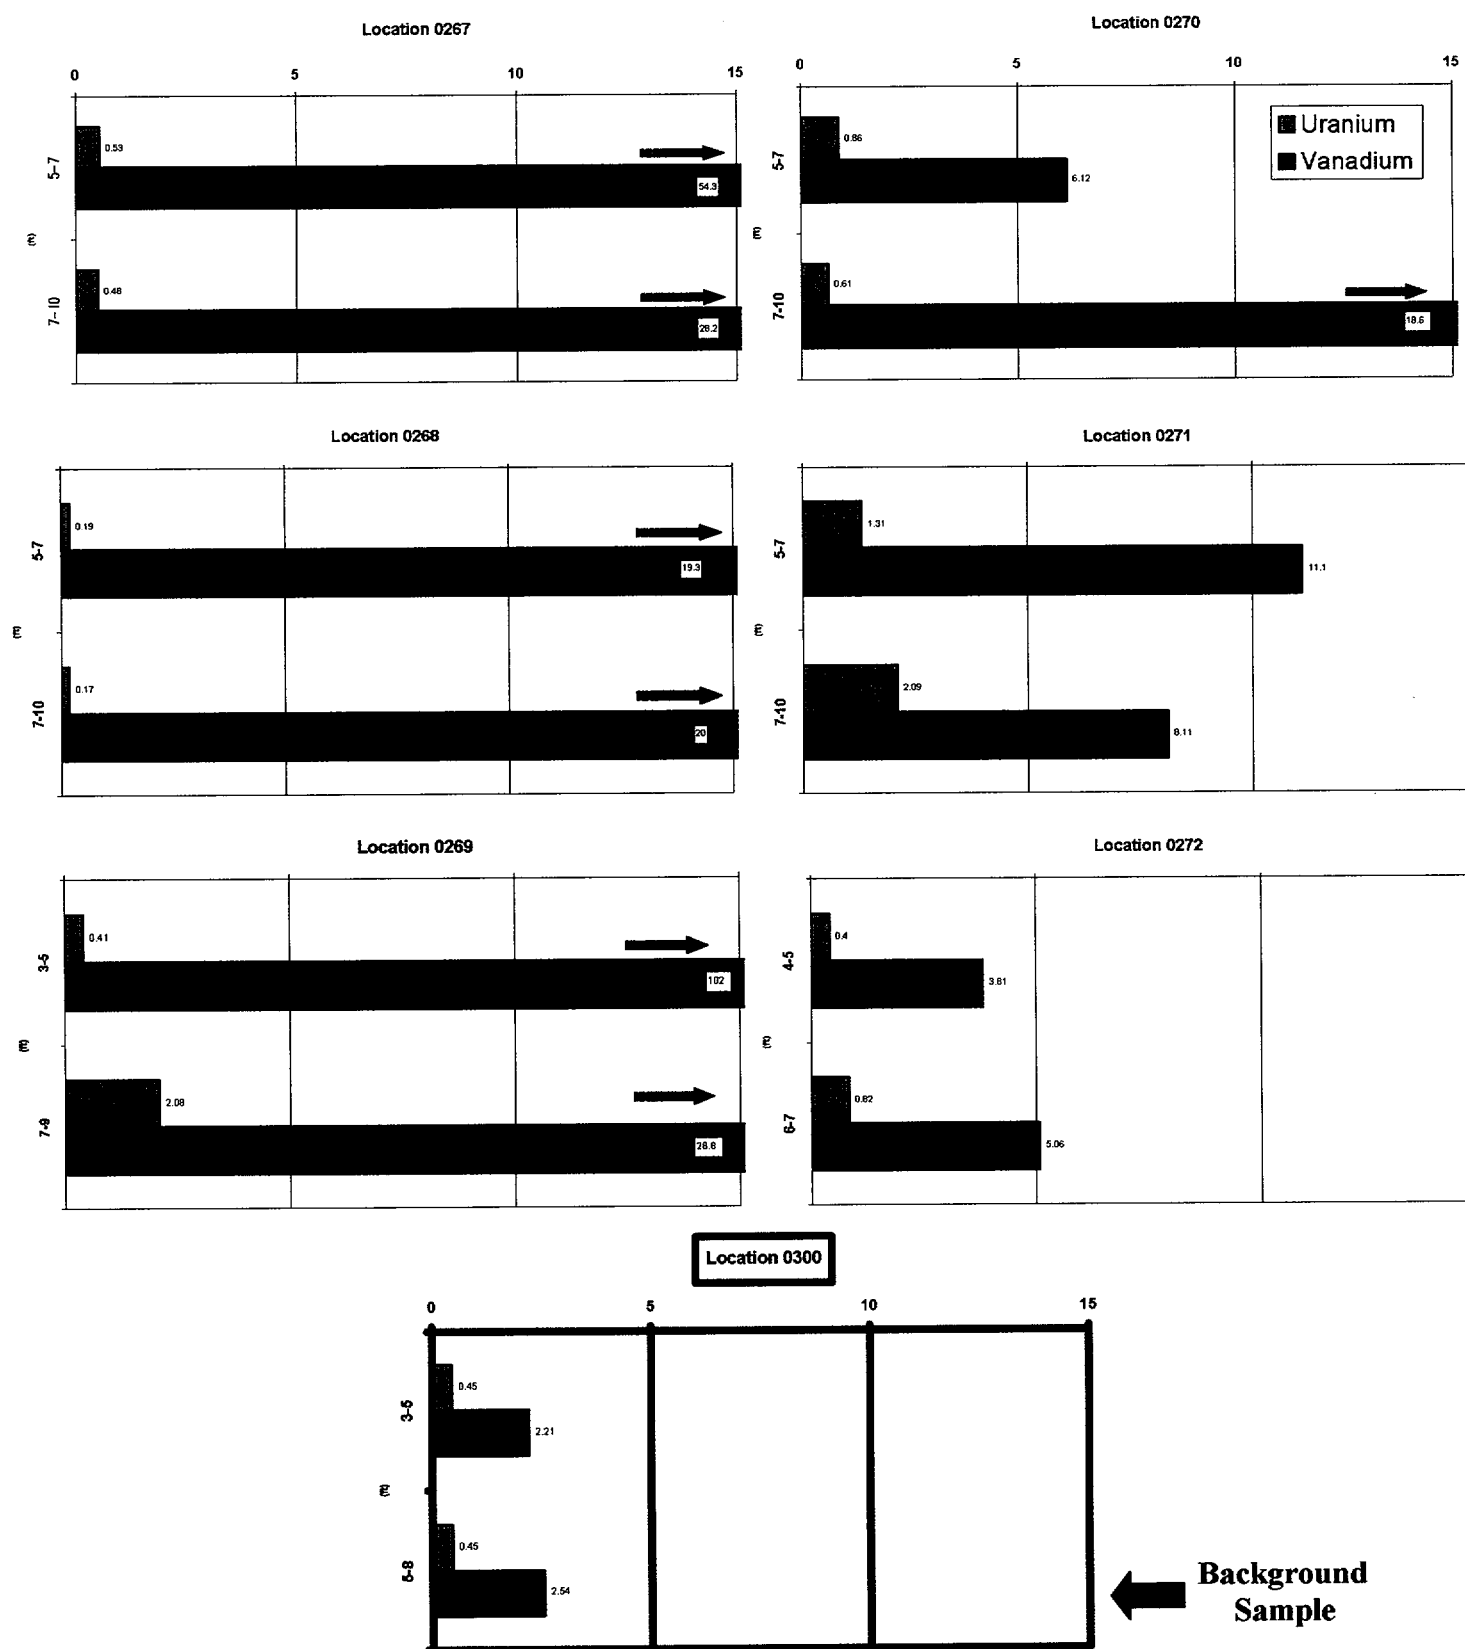 Location 0267
0 5 10 15
5-7
0.53
54.3
(ft)
7-10
0.48
28.2
Location 0270
0 5 10 15
Uranium
Vanadium
5-7
0.86
6.12
(ft)
7-10
0.61
18.6
Location 0268
5-7
0.19
19.3
(ft)
7-10
0.17
20
Location 0271
5-7
1.31
11.1
(ft)
7-10
2.09
8.11
Location 0269
3-5
0.41
102
(ft)
7-9
2.08
28.6
Location 0272
4-5
0.4
3.81
(ft)
6-7
0.82
5.06
Location 0300
0 5 10 15
3-5
0.45
2.21
(ft)
5-8
0.45
2.54
Background
Sample